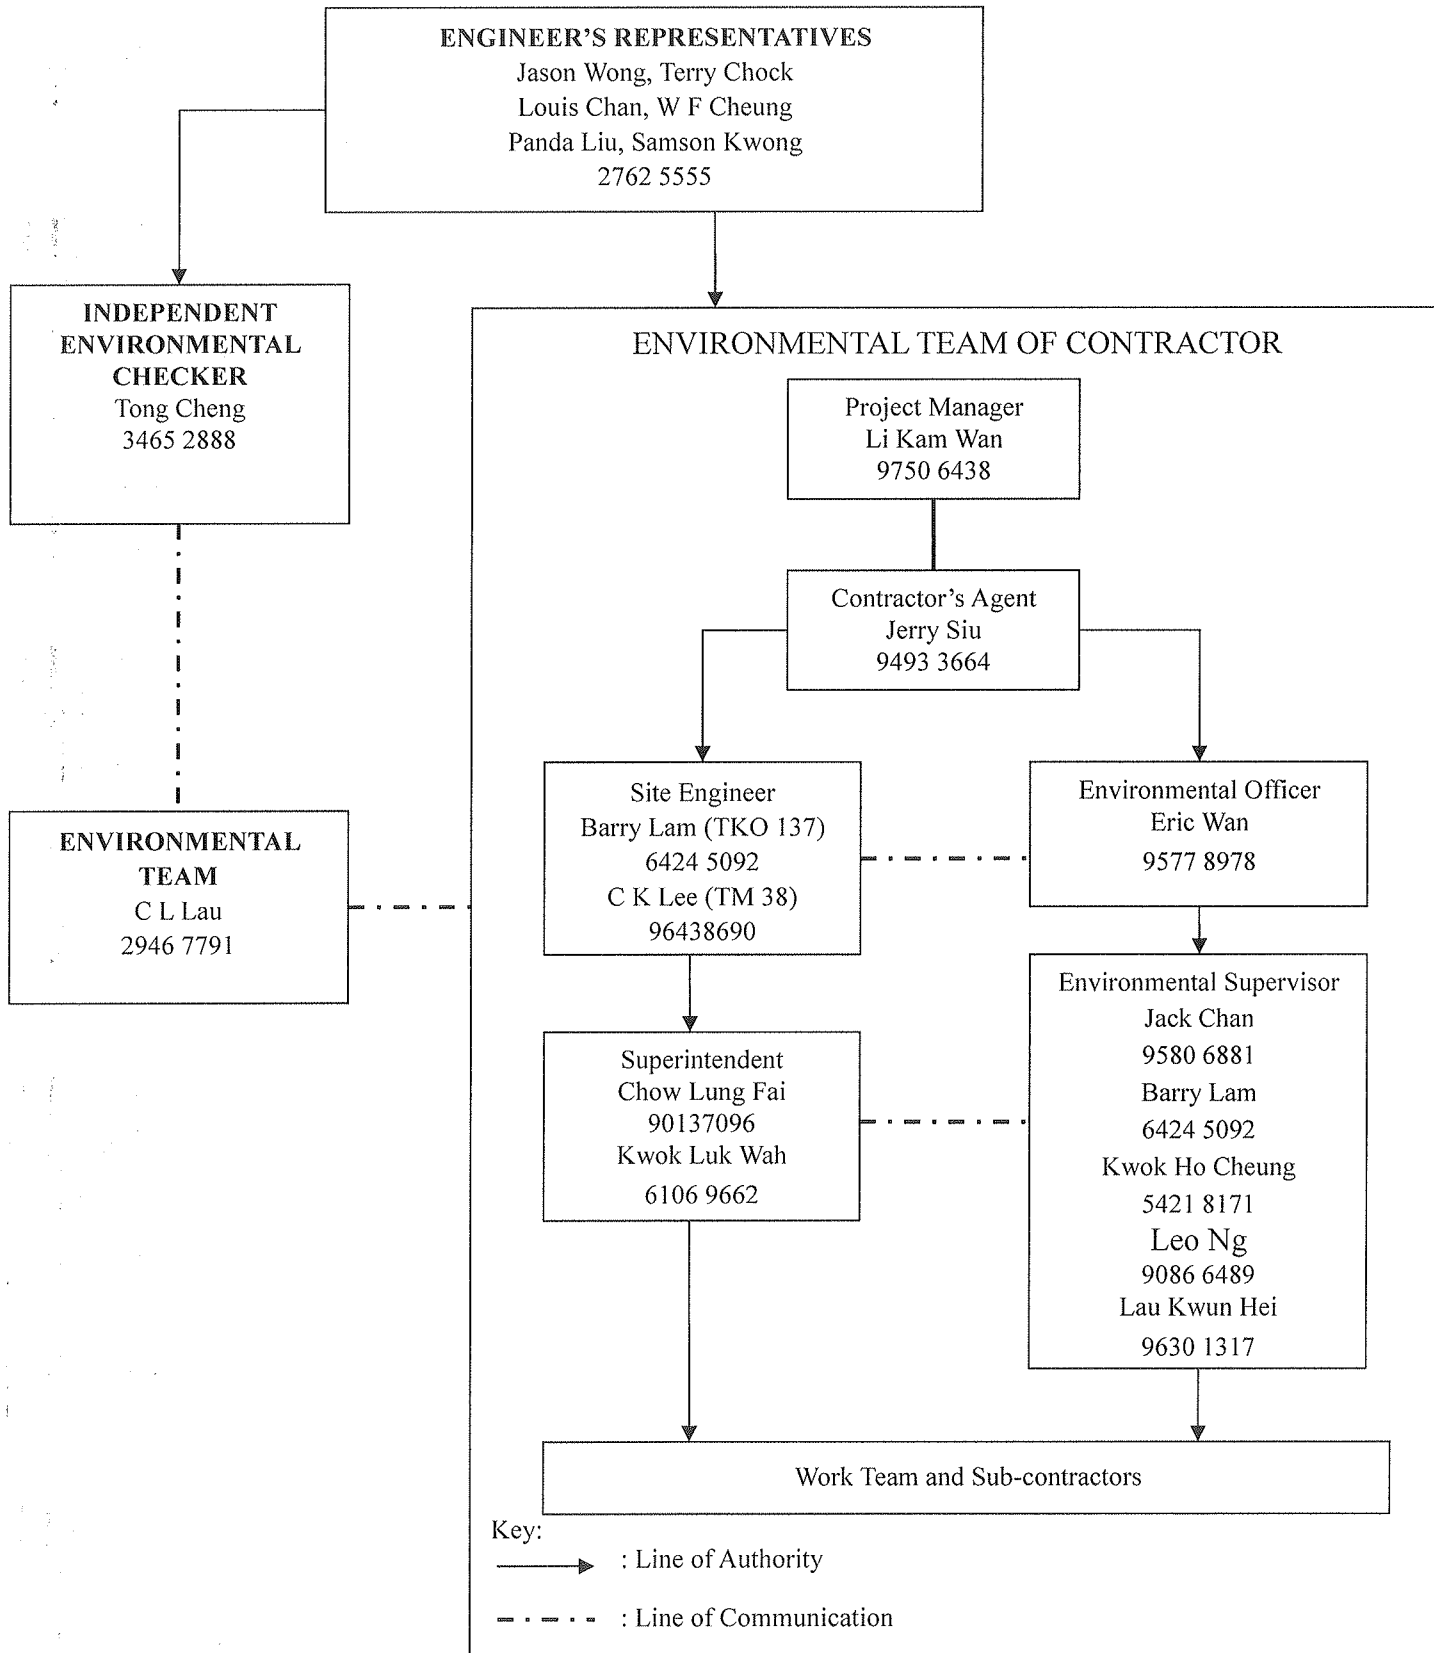 ENGINEER’S REPRESENTATIVES
Jason Wong, Terry Chock
Louis Chan, W F Cheung
Panda Liu, Samson Kwong
2762 5555
INDEPENDENT
ENVIRONMENTAL
CHECKER
Tong Cheng
3465 2888
ENVIRONMENTAL
TEAM
C L Lau
2946 7791
ENVIRONMENTAL TEAM OF CONTRACTOR
Project Manager
Li Kam Wan
9750 6438
Contractor’s Agent
Jerry Siu
9493 3664
Site Engineer
Barry Lam (TKO 137)
6424 5092
C K Lee (TM 38)
96438690
Environmental Officer
Eric Wan
9577 8978
Superintendent
Chow Lung Fai
90137096
Kwok Luk Wah
6106 9662
Environmental Supervisor
Jack Chan
9580 6881
Barry Lam
6424 5092
Kwok Ho Cheung
5421 8171
Leo Ng
9086 6489
Lau Kwun Hei
9630 1317
Work Team and Sub-contractors
Key:
: Line of Authority
: Line of Communication